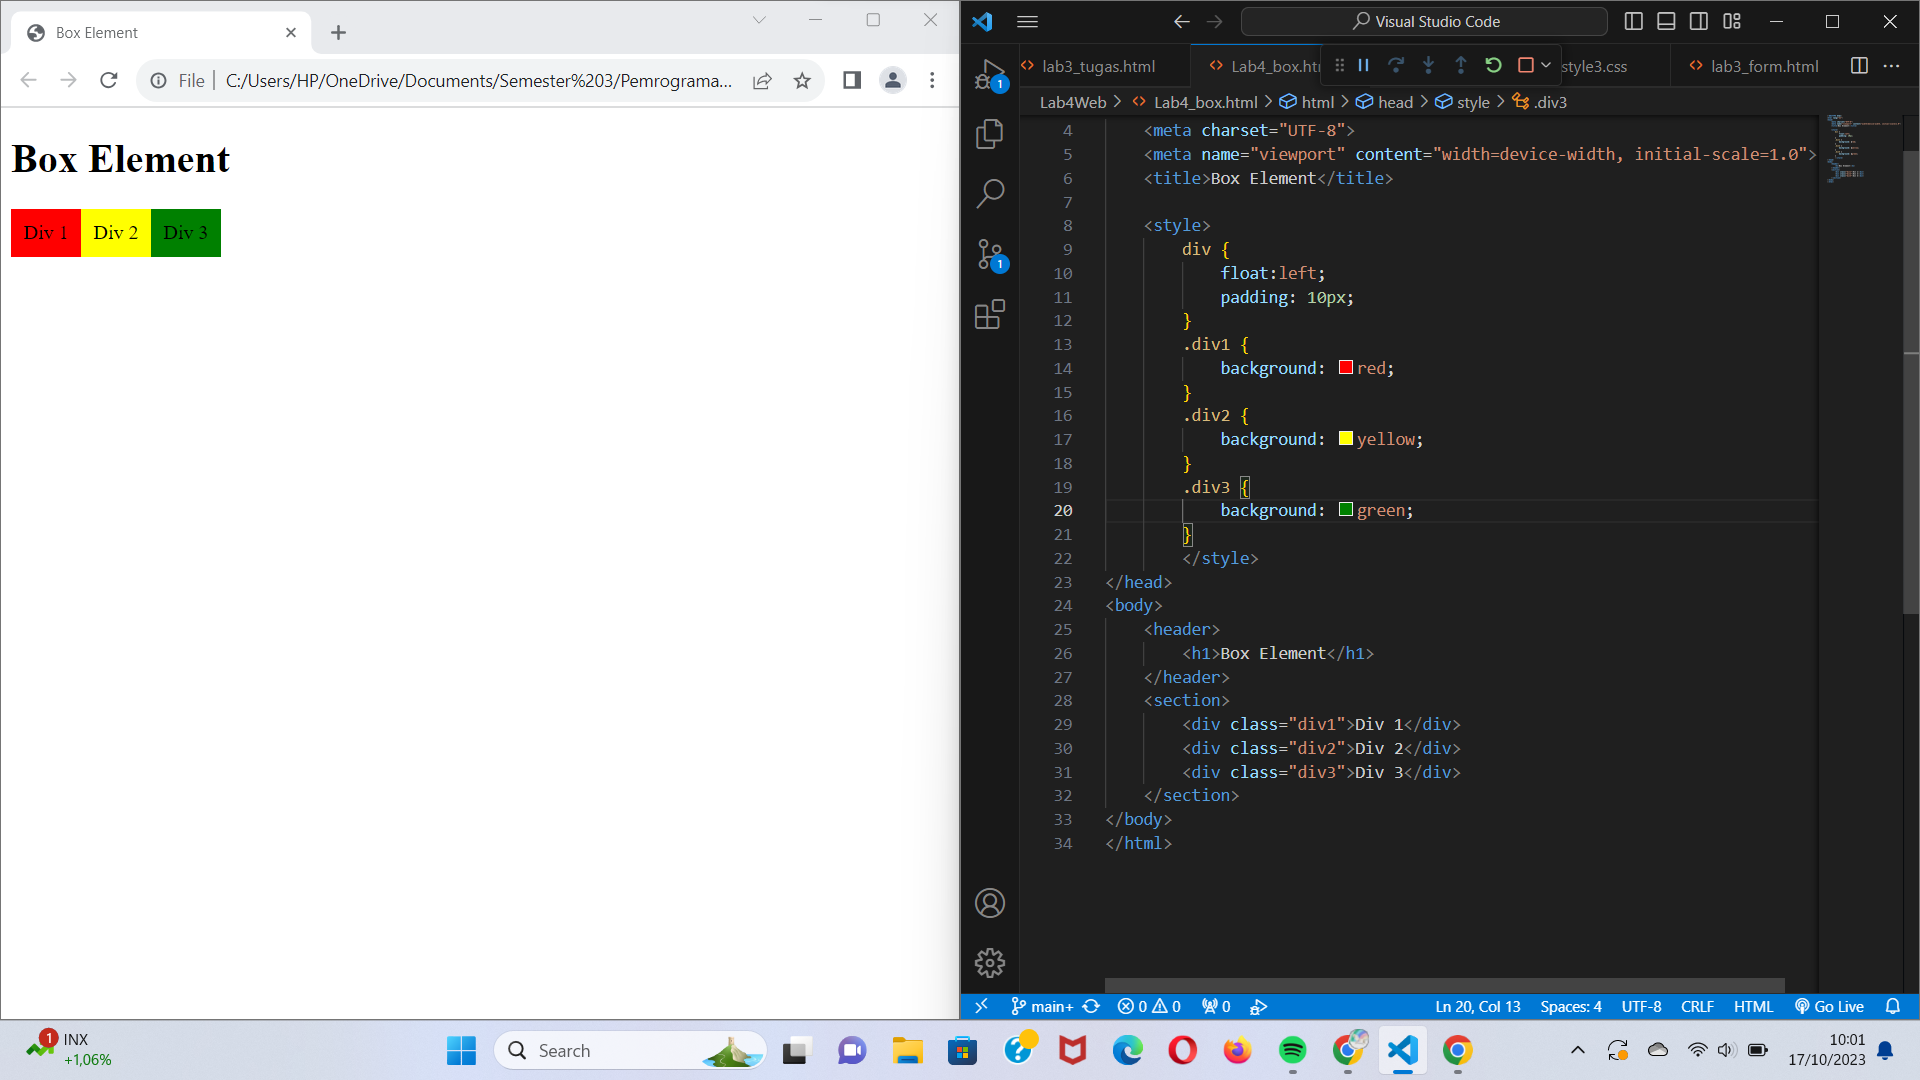 Box Element
File
C:/Users/HP/OneDrive/Documents/Semester%203/Pemrograma...
Box Element
Div 1
Div 2
Div 3
Visual Studio Code
lab3_tugas.html
Lab4_box.htr
style3.css
lab3_form.html
Lab4Web > Lab4_box.html > html > head > style > .div3
4 <meta charset="UTF-8">
5 <meta name="viewport" content="width=device-width, initial-scale=1.0">
6 <title>Box Element</title>
7
8 <style>
9 div {
10 float:left;
11 padding: 10px;
12 }
13 .div1 {
14 background: red;
15 }
16 .div2 {
17 background: yellow;
18 }
19 .div3 {
20 background: green;
21 }
22 </style>
23 </head>
24 <body>
25 <header>
26 <h1>Box Element</h1>
27 </header>
28 <section>
29 <div class="div1">Div 1</div>
30 <div class="div2">Div 2</div>
31 <div class="div3">Div 3</div>
32 </section>
33 </body>
34 </html>
1
1
main+ 0 0 0
Ln 20, Col 13 Spaces: 4 UTF-8 CRLF HTML Go Live
1
INX
+1,06%
Search
10:01
17/10/2023